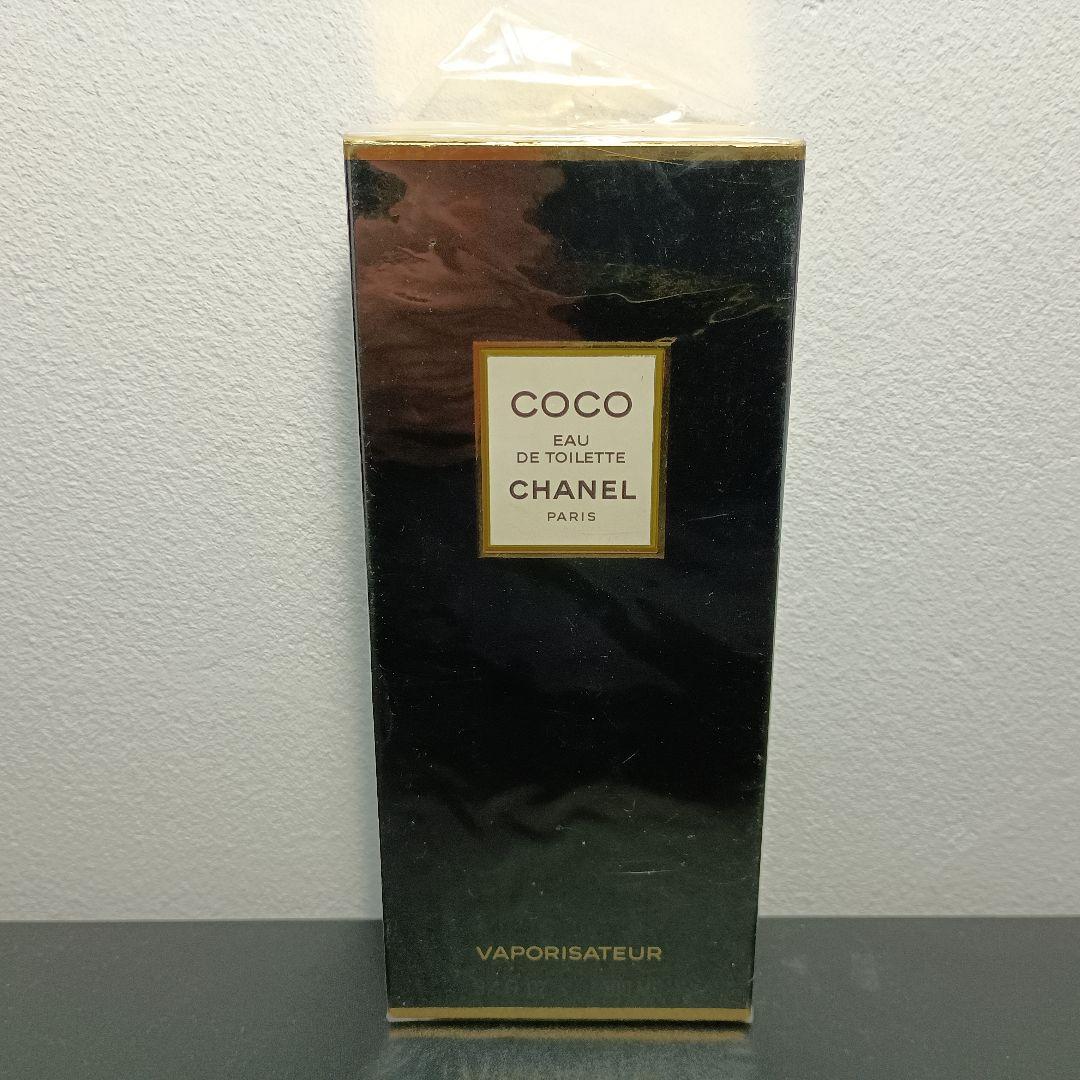 COCO
EAU
DE TOILETTE
CHANEL
PARIS
VAPORISATEUR